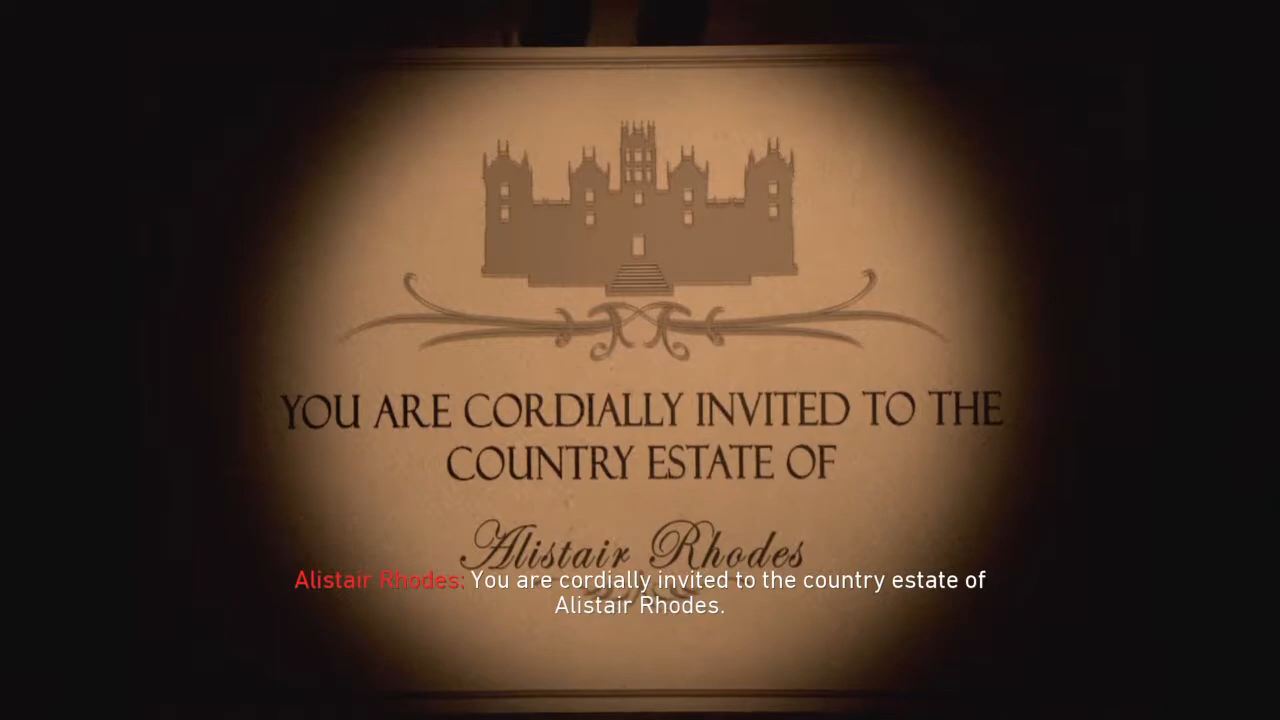 YOU ARE CORDIALLY INVITED TO THE
COUNTRY ESTATE OF
Alistair Rhodes
Alistair Rhodes: You are cordially invited to the country estate of
Alistair Rhodes.